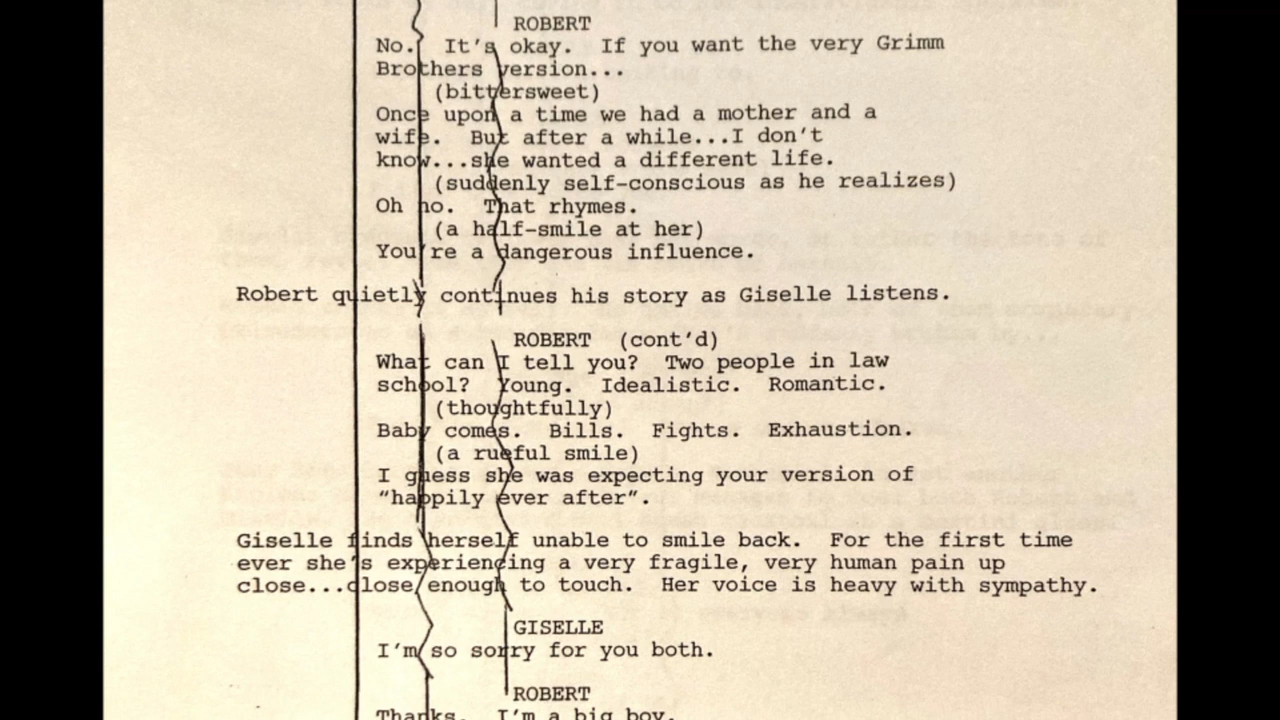 ROBERT
No. It's okay. If you want the very Grimm
Brothers version...
(bittersweet)
Once upon a time we had a mother and a
wife. But after a while...I don't
know...she wanted a different life.
(suddenly self-conscious as he realizes)
Oh no. That rhymes.
(a half-smile at her)
You're a dangerous influence.
Robert quietly continues his story as Giselle listens.
ROBERT (cont'd)
What can I tell you? Two people in law
school? Young. Idealistic. Romantic.
(thoughtfully)
Baby comes. Bills. Fights. Exhaustion.
(a rueful smile)
I guess she was expecting your version of
"happily ever after".
Giselle finds herself unable to smile back. For the first time
ever she's experiencing a very fragile, very human pain up
close...close enough to touch. Her voice is heavy with sympathy.
GISELLE
I'm so sorry for you both.
ROBERT
Thanks. I'm a big boy.